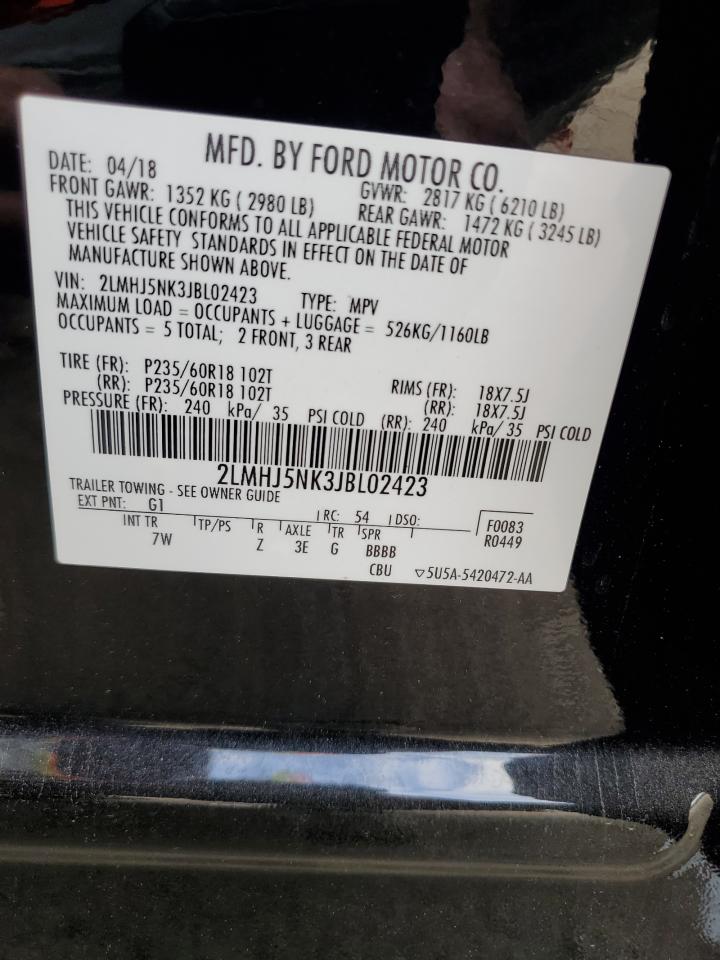 MFD. BY FORD MOTOR CO.
DATE: 04/18 GVWR: 2817 KG ( 6210 LB)
FRONT GAWR: 1352 KG ( 2980 LB) REAR GAWR: 1472 KG ( 3245 LB)
THIS VEHICLE CONFORMS TO ALL APPLICABLE FEDERAL MOTOR
VEHICLE SAFETY STANDARDS IN EFFECT ON THE DATE OF
MANUFACTURE SHOWN ABOVE.
VIN: 2LMHJ5NK3JBL02423 TYPE: MPV
MAXIMUM LOAD = OCCUPANTS + LUGGAGE = 526KG/1160LB
OCCUPANTS = 5 TOTAL; 2 FRONT, 3 REAR
TIRE (FR): P235/60R18 102T RIMS (FR): 18X7.5J
(RR): P235/60R18 102T (RR): 18X7.5J
PRESSURE (FR): 240 kPa/ 35 PSI COLD (RR): 240 kPa/ 35 PSI COLD
2LMHJ5NK3JBL02423
TRAILER TOWING - SEE OWNER GUIDE
EXT PNT: G1 RC: 54 DSO: F0083
INT TR TP/PS R AXLE TR SPR R0449
7W Z 3E G BBBB
CBU ▽5U5A-5420472-AA